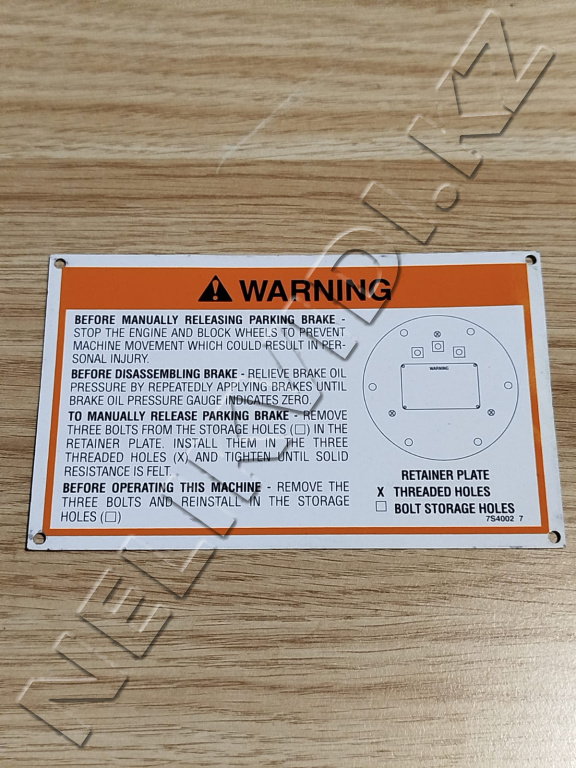 ⚠ WARNING
BEFORE MANUALLY RELEASING PARKING BRAKE -
STOP THE ENGINE AND BLOCK WHEELS TO PREVENT
MACHINE MOVEMENT WHICH COULD RESULT IN PER-
SONAL INJURY.
BEFORE DISASSEMBLING BRAKE - RELIEVE BRAKE OIL
PRESSURE BY REPEATEDLY APPLYING BRAKES UNTIL
BRAKE OIL PRESSURE GAUGE INDICATES ZERO.
TO MANUALLY RELEASE PARKING BRAKE - REMOVE
THREE BOLTS FROM THE STORAGE HOLES (□) IN THE
RETAINER PLATE. INSTALL THEM IN THE THREE
THREADED HOLES (X) AND TIGHTEN UNTIL SOLID
RESISTANCE IS FELT.
BEFORE OPERATING THIS MACHINE - REMOVE THE
THREE BOLTS AND REINSTALL IN THE STORAGE
HOLES (□)
WARNING
RETAINER PLATE
X THREADED HOLES
□ BOLT STORAGE HOLES
7S4002 7
NELIKVIDI.KZ